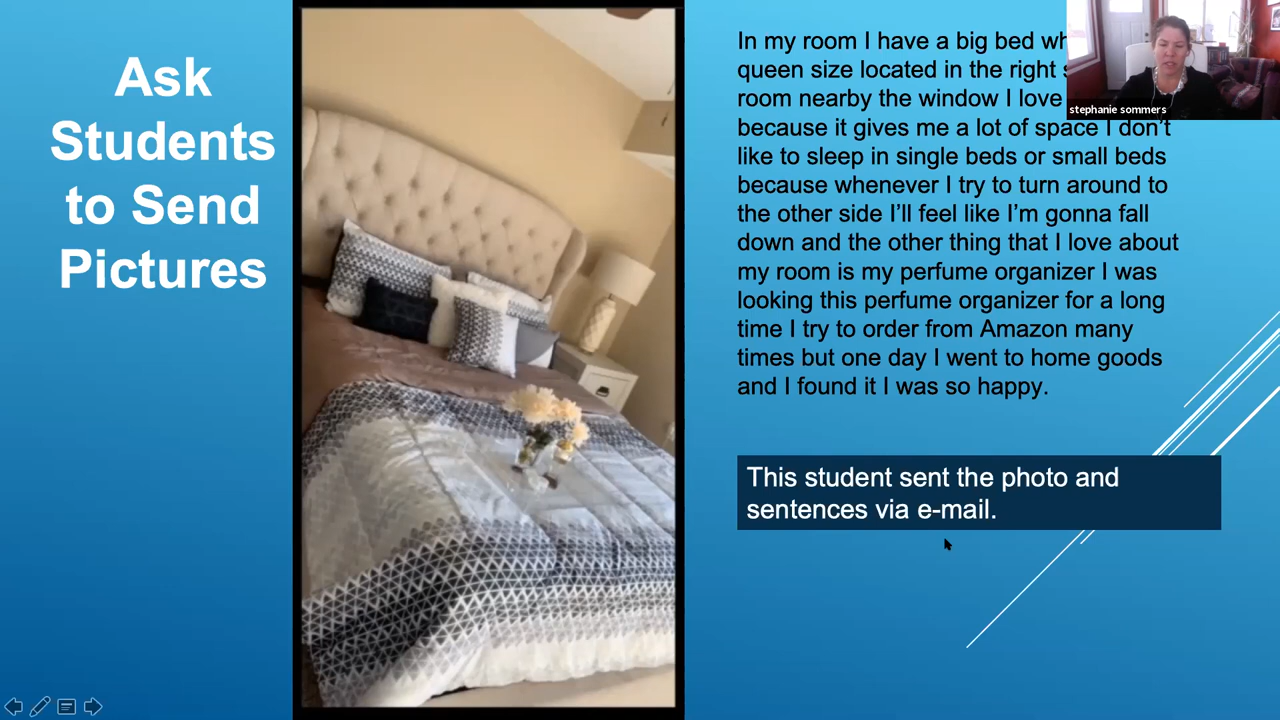 Ask
Students
to Send
Pictures
In my room I have a big bed
queen size located in the right
room nearby the window I love
because it gives me a lot of space I don't
like to sleep in single beds or small beds
because whenever I try to turn around to
the other side I'll feel like I'm gonna fall
down and the other thing that I love about
my room is my perfume organizer I was
looking this perfume organizer for a long
time I try to order from Amazon many
times but one day I went to home goods
and I found it I was so happy.
This student sent the photo and
sentences via e-mail.
stephanie sommers